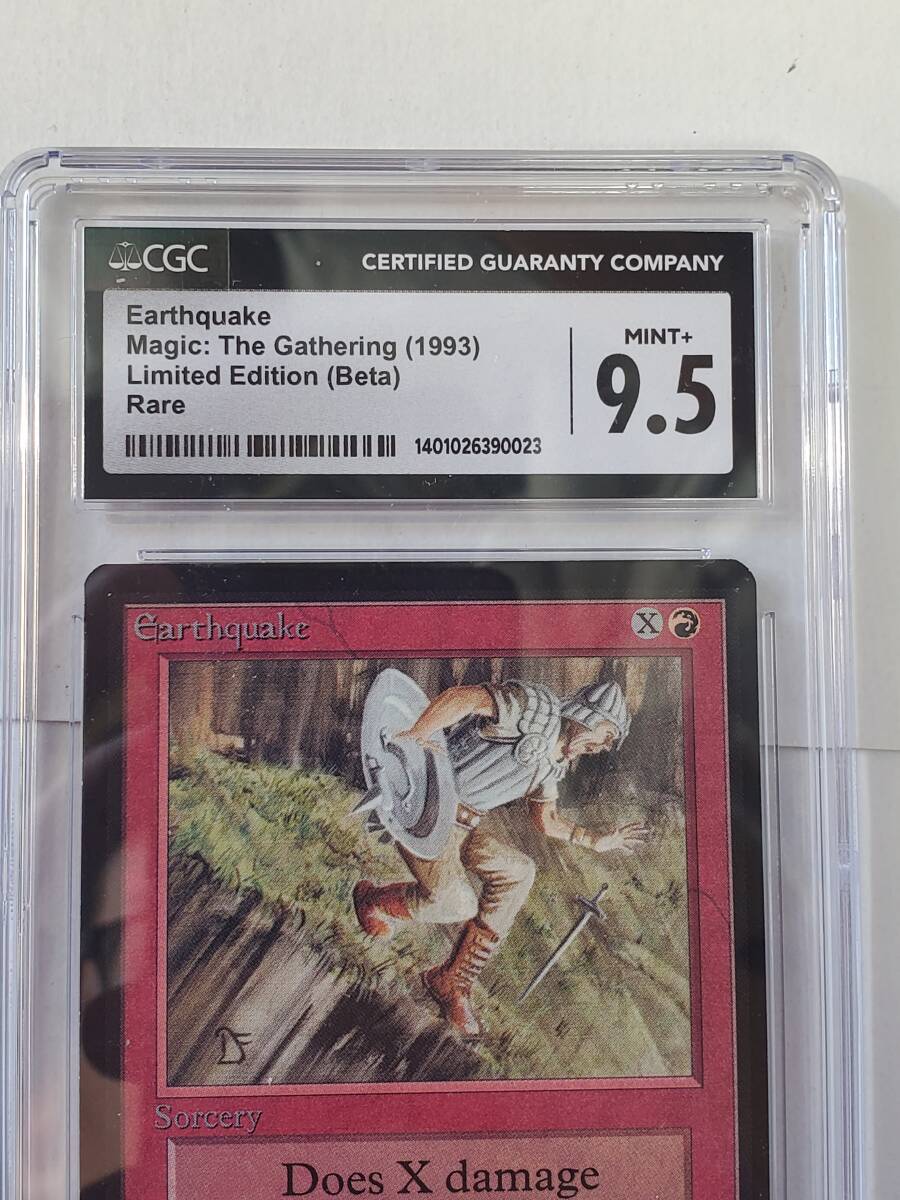 CGC
CERTIFIED GUARANTY COMPANY
Earthquake
Magic: The Gathering (1993)
Limited Edition (Beta)
Rare
MINT+
9.5
1401026390023
Earthquake
X
DF
Sorcery
Does X damage